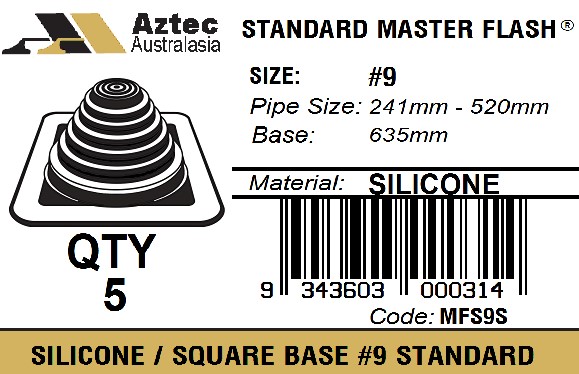 Aztec
Australasia
STANDARD MASTER FLASH®
SIZE: #9
Pipe Size: 241mm - 520mm
Base: 635mm
Material: SILICONE
QTY
5
9 343603 000314
Code: MFS9S
SILICONE / SQUARE BASE #9 STANDARD